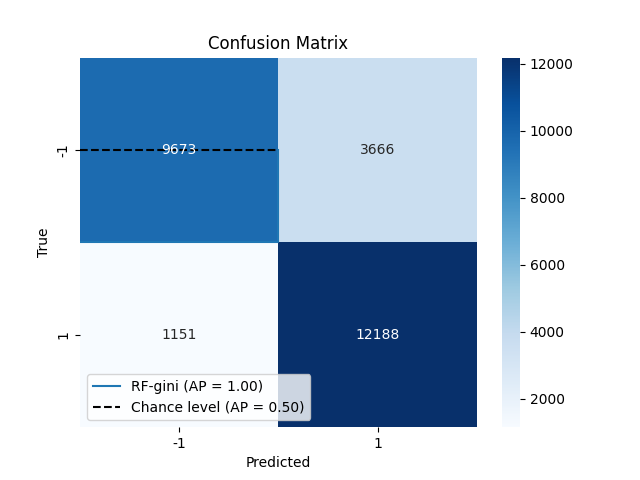 Confusion Matrix
12000
10000
8000
6000
4000
2000
-1
9673
3666
True
1
1151
12188
RF-gini (AP = 1.00)
Chance level (AP = 0.50)
-1
1
Predicted